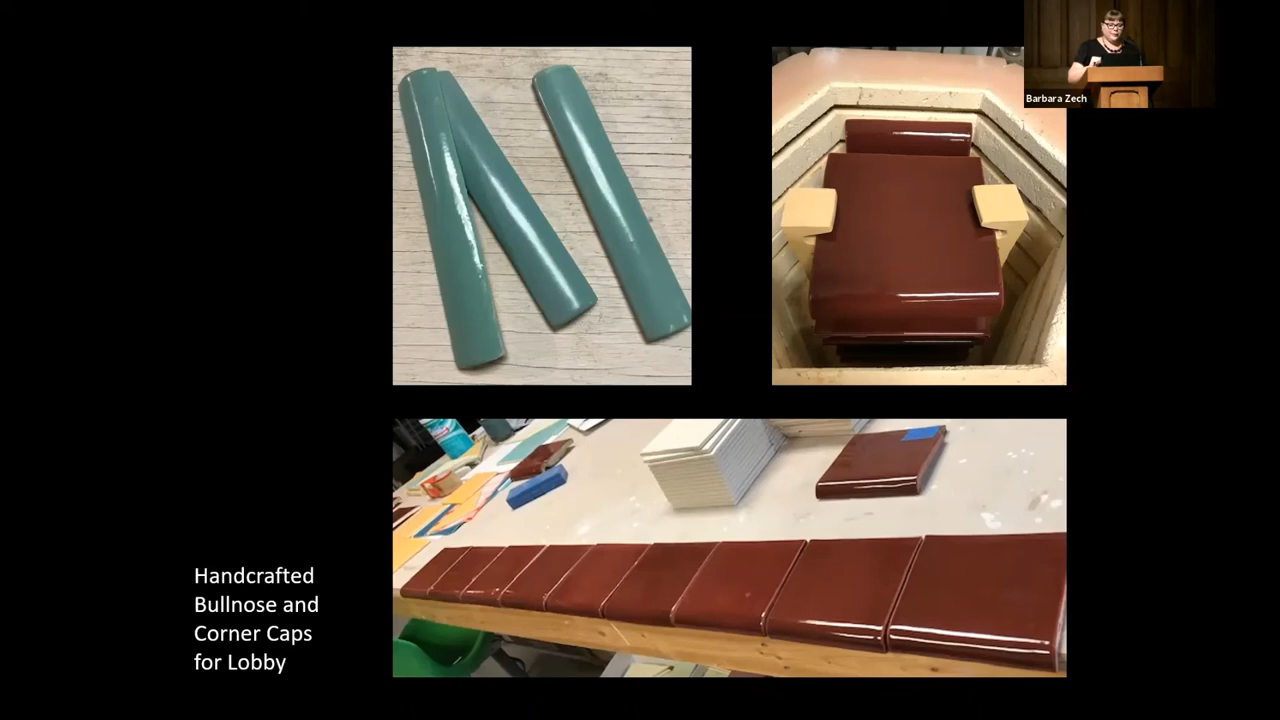 Barbara Zech
Handcrafted
Bullnose and
Corner Caps
for Lobby